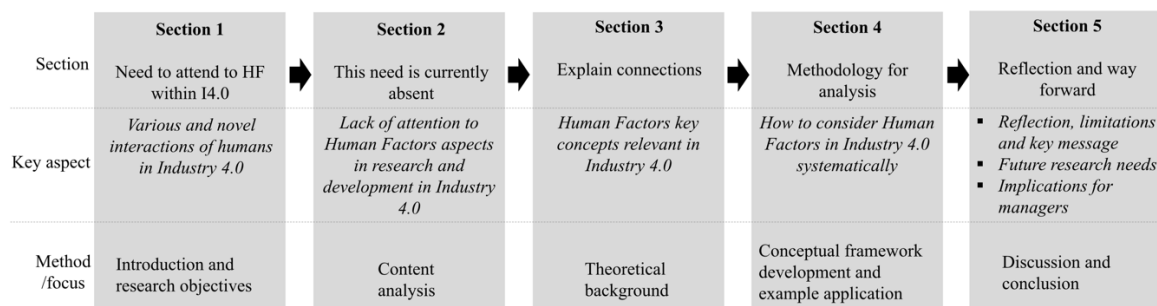 Section 1
Section 2
Section 3
Section 4
Section 5
Section
Need to attend to HF
within I4.0
This need is currently
absent
Explain connections
Methodology for
analysis
Reflection and way
forward
Key aspect
Various and novel
interactions of humans
in Industry 4.0
Lack of attention to
Human Factors aspects
in research and
development in Industry
4.0
Human Factors key
concepts relevant in
Industry 4.0
How to consider Human
Factors in Industry 4.0
systematically
▪ Reflection, limitations
and key message
▪ Future research needs
▪ Implications for
managers
Method
/focus
Introduction and
research objectives
Content
analysis
Theoretical
background
Conceptual framework
development and
example application
Discussion and
conclusion